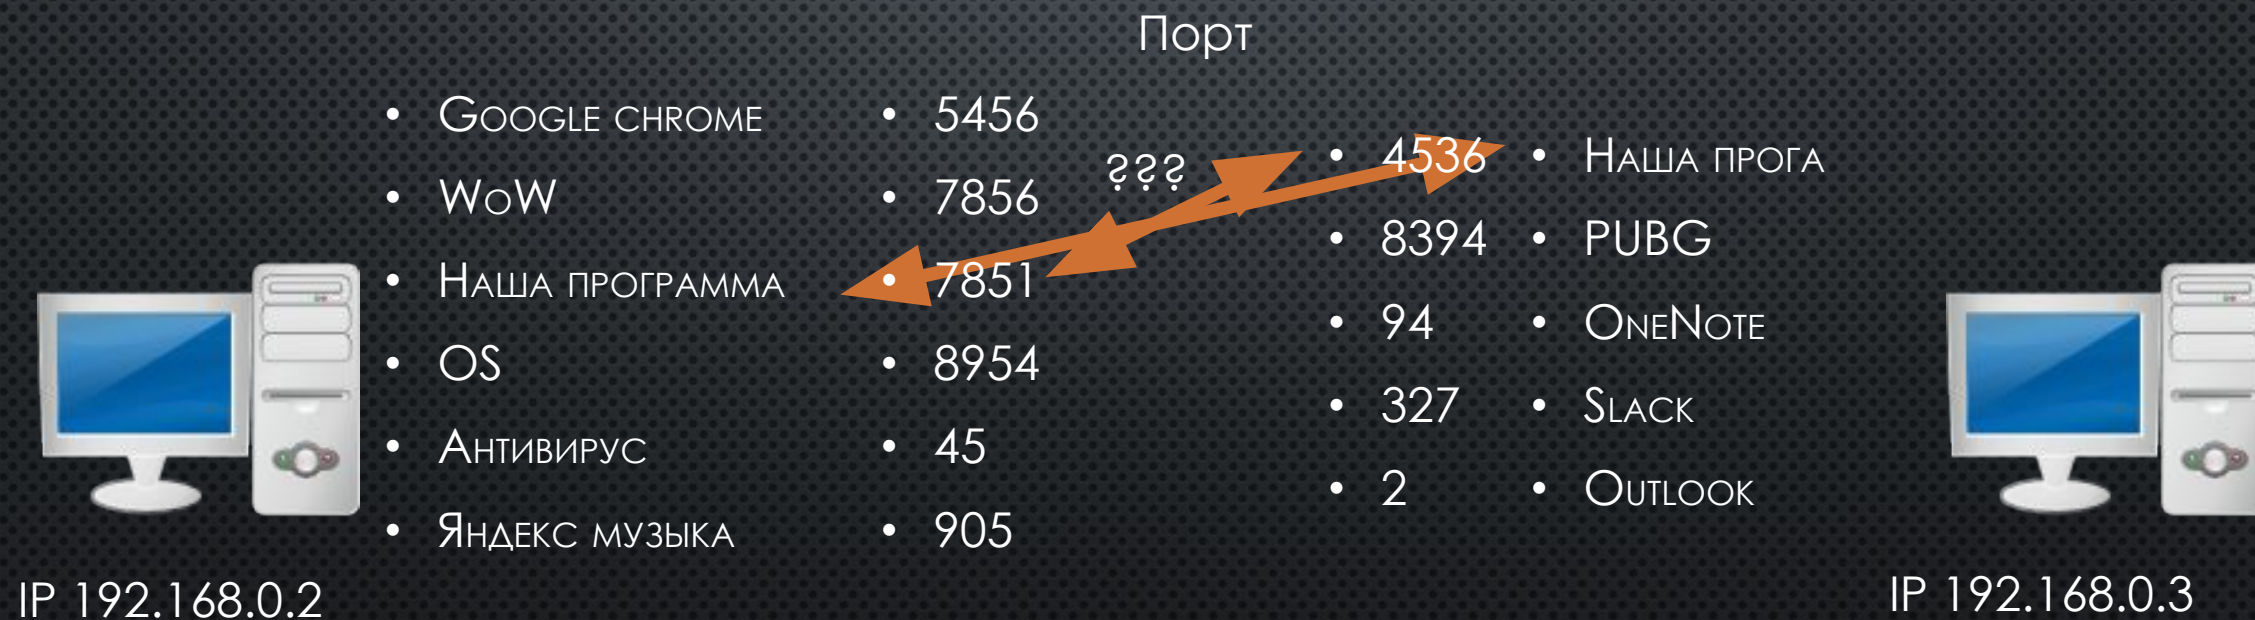 Порт
• Google chrome
• WoW
• Наша программа
• OS
• Антивирус
• Яндекс музыка
• 5456
• 7856
• 7851
• 8954
• 45
• 905
???
• 4536
• 8394
• 94
• 327
• 2
• Наша прога
• PUBG
• OneNote
• Slack
• Outlook
IP 192.168.0.2
IP 192.168.0.3